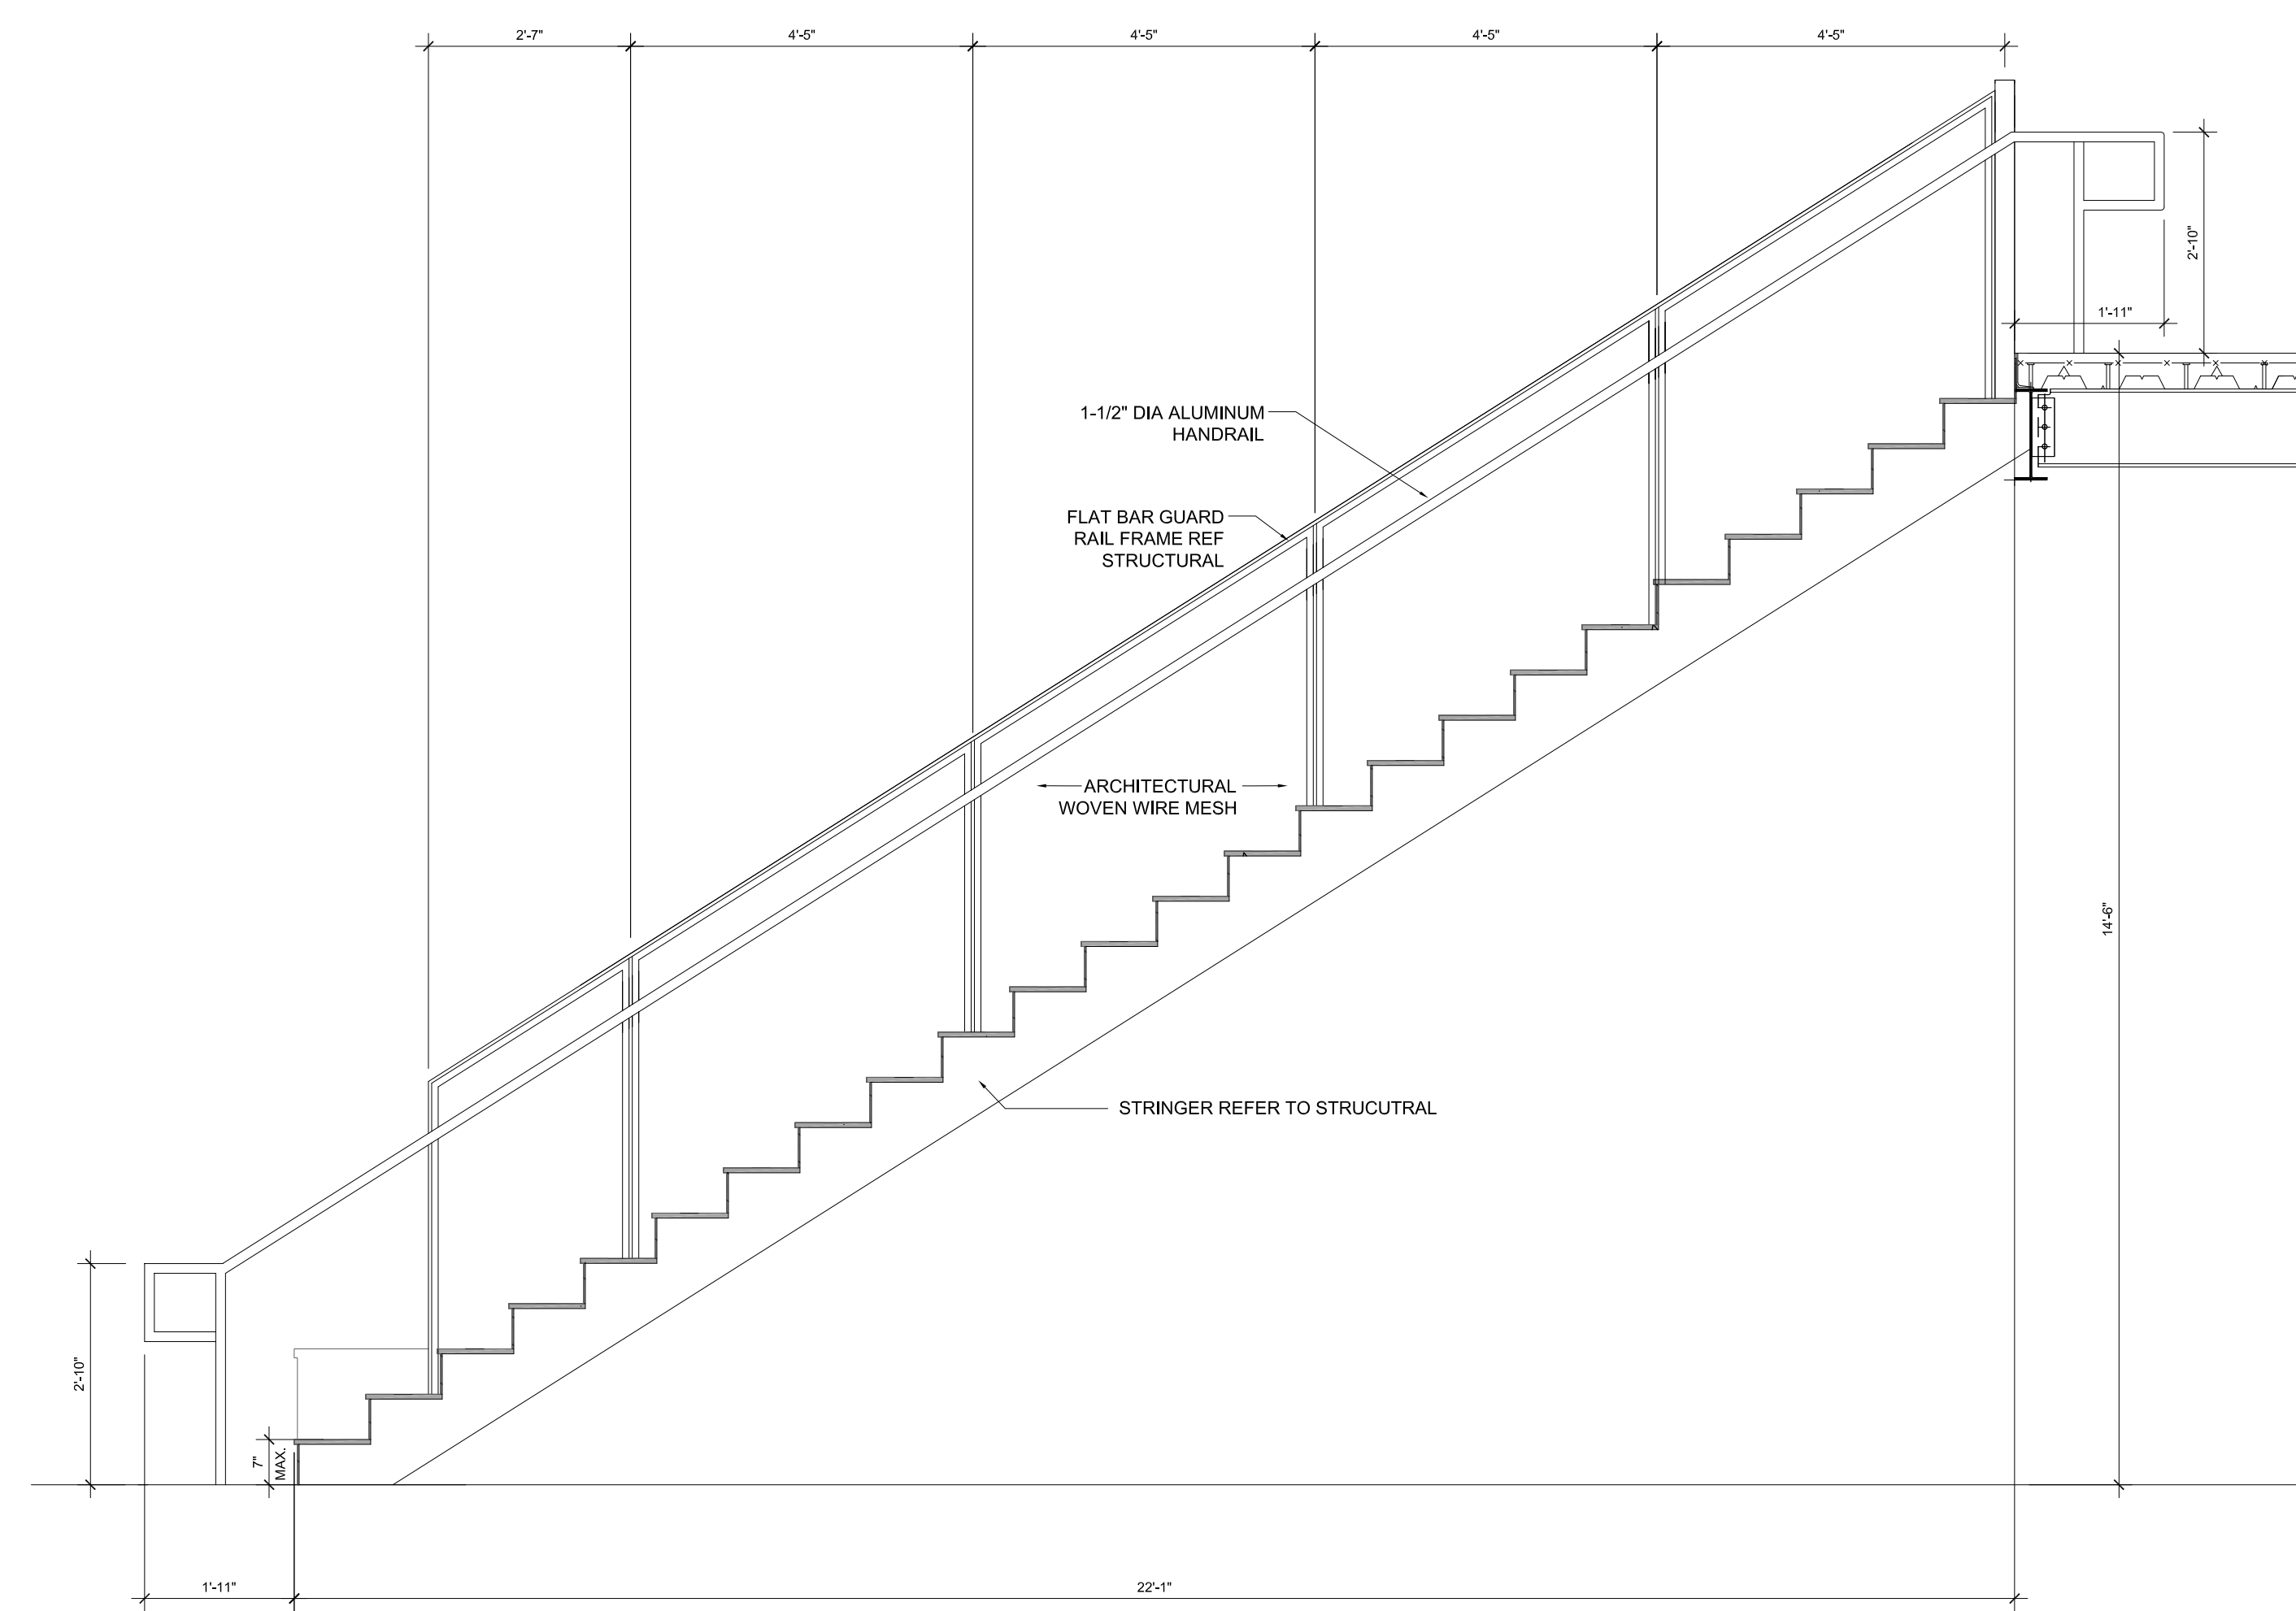 2'-7"
4'-5"
4'-5"
4'-5"
4'-5"
2'-10"
1'-11"
1-1/2" DIA ALUMINUM
HANDRAIL
FLAT BAR GUARD
RAIL FRAME REF
STRUCTURAL
ARCHITECTURAL
WOVEN WIRE MESH
14'-6"
STRINGER REFER TO STRUCUTRAL
2'-10"
7"
MAX.
1'-11"
22'-1"